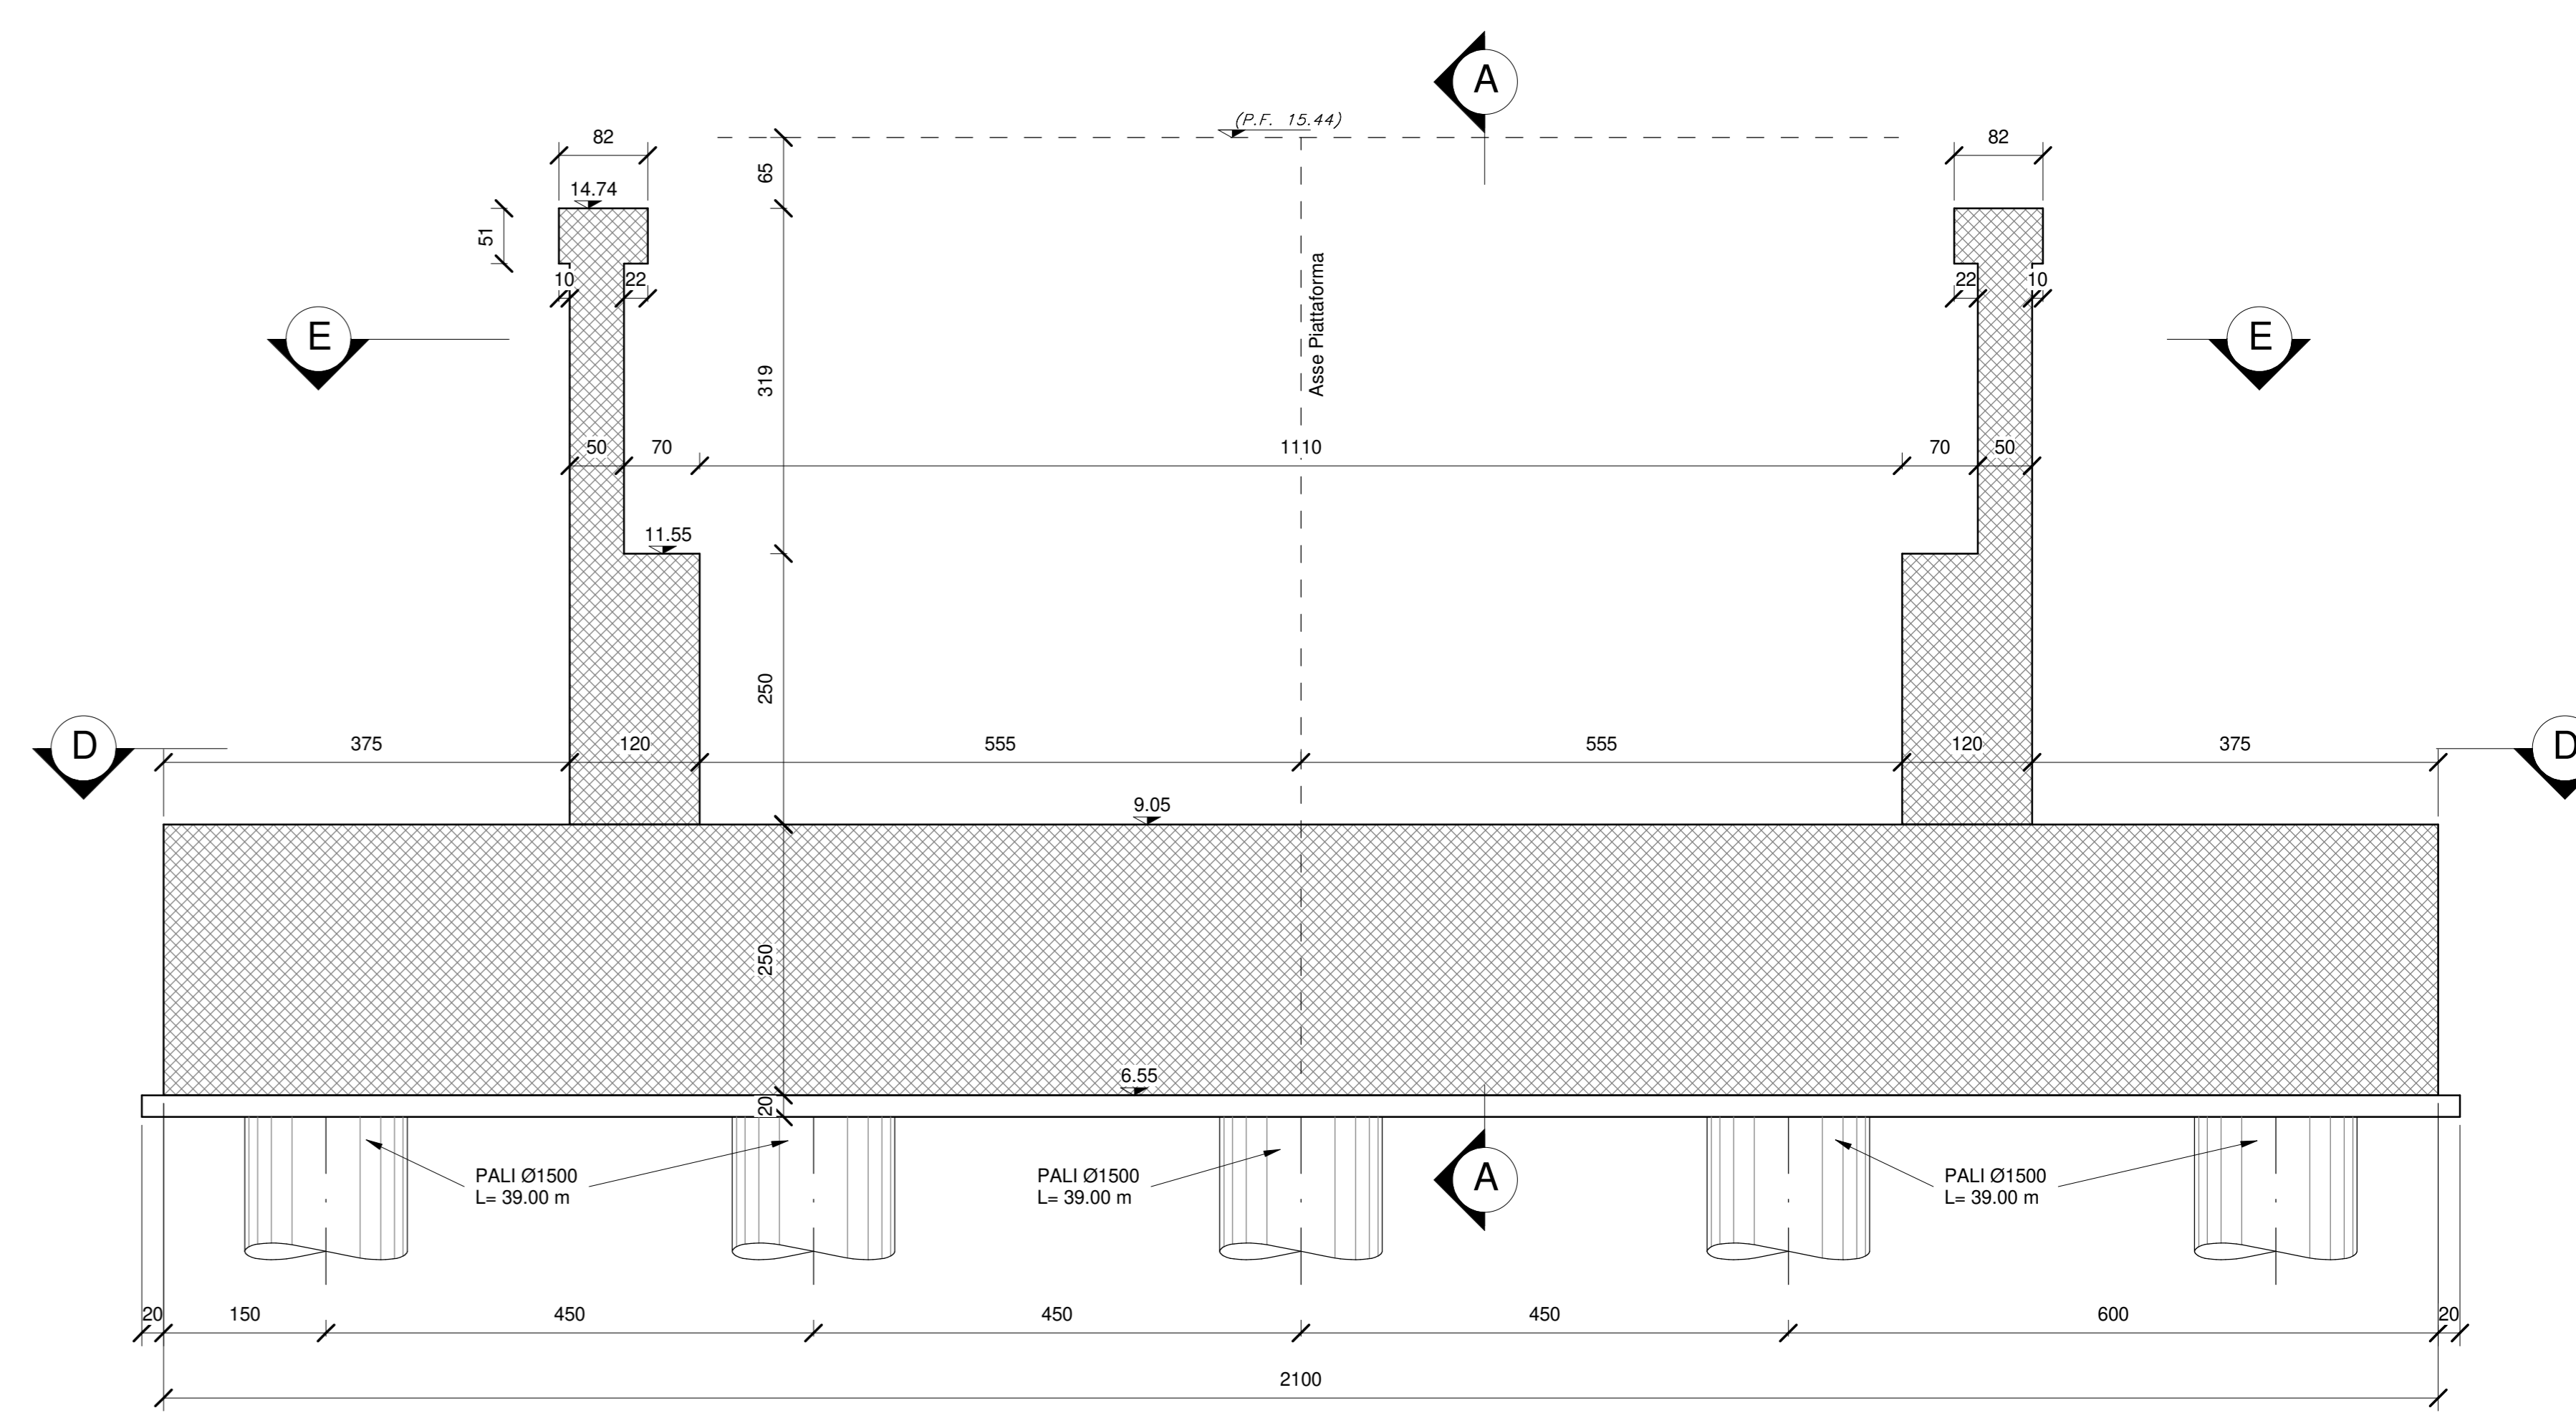 A
(P.F. 15.44)
82
82
65
14.74
51
10
22
22
10
Asse Piattaforma
E
E
319
50
70
1110
70
50
11.55
250
D
375
120
555
555
120
375
D
9.05
250
6.55
20
PALI Ø1500
L= 39.00 m
PALI Ø1500
L= 39.00 m
A
PALI Ø1500
L= 39.00 m
20
150
450
450
450
600
20
2100